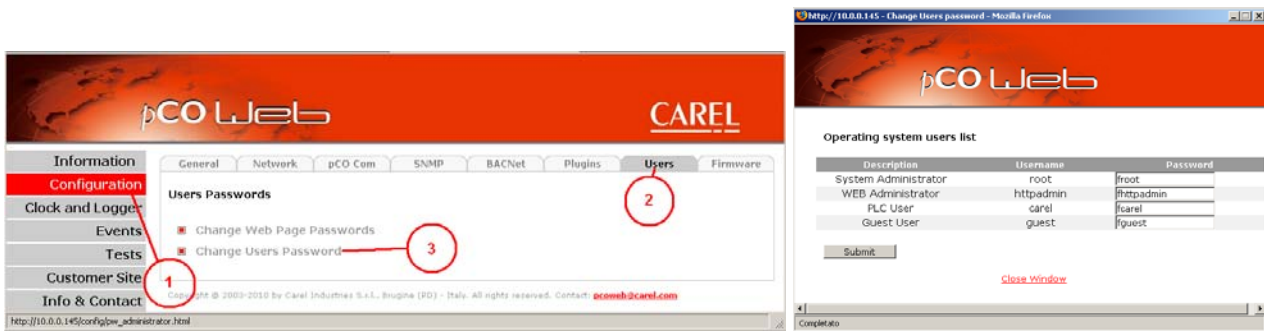 pCO Web
CAREL
Information
Configuration
Clock and Logger
Events
Tests
Customer Site
Info & Contact
General Network pCO Com SNMP BACNet Plugins Users Firmware
Users Passwords
Change Web Page Passwords
Change Users Password
1
2
3
Copyright © 2003-2010 by Carel Industries S.r.l., Brugine (PD) - Italy. All rights reserved. Contact: pcoweb@carel.com
http://10.0.0.145/config/pw_administrator.html
http://10.0.0.145 - Change Users password - Mozilla Firefox
pCO Web
Operating system users list
Description Username Password
System Administrator root froot
WEB Administrator httpadmin fhttpadmin
PLC User carel fcarel
Guest User guest fguest
Submit
Close Window
Completato